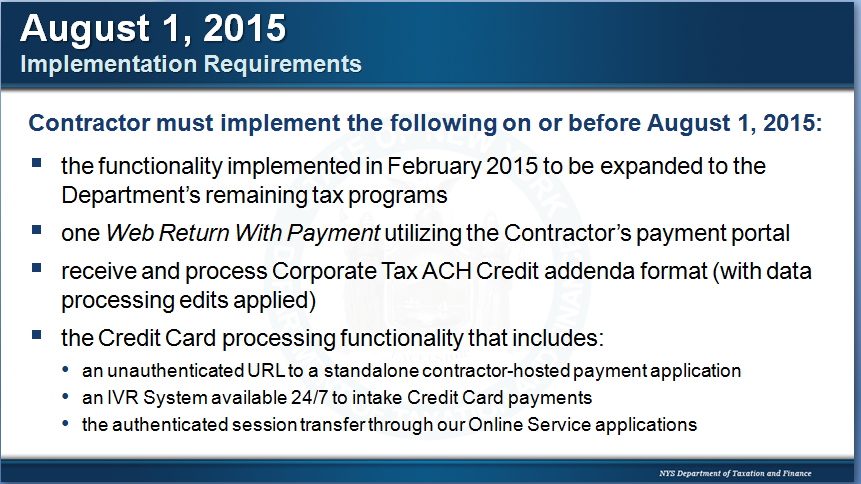 August 1, 2015
Implementation Requirements
Contractor must implement the following on or before August 1, 2015:
▪ the functionality implemented in February 2015 to be expanded to the
Department's remaining tax programs
▪ one Web Return With Payment utilizing the Contractor's payment portal
▪ receive and process Corporate Tax ACH Credit addenda format (with data
processing edits applied)
▪ the Credit Card processing functionality that includes:
• an unauthenticated URL to a standalone contractor-hosted payment application
• an IVR System available 24/7 to intake Credit Card payments
• the authenticated session transfer through our Online Service applications
NYS Department of Taxation and Finance